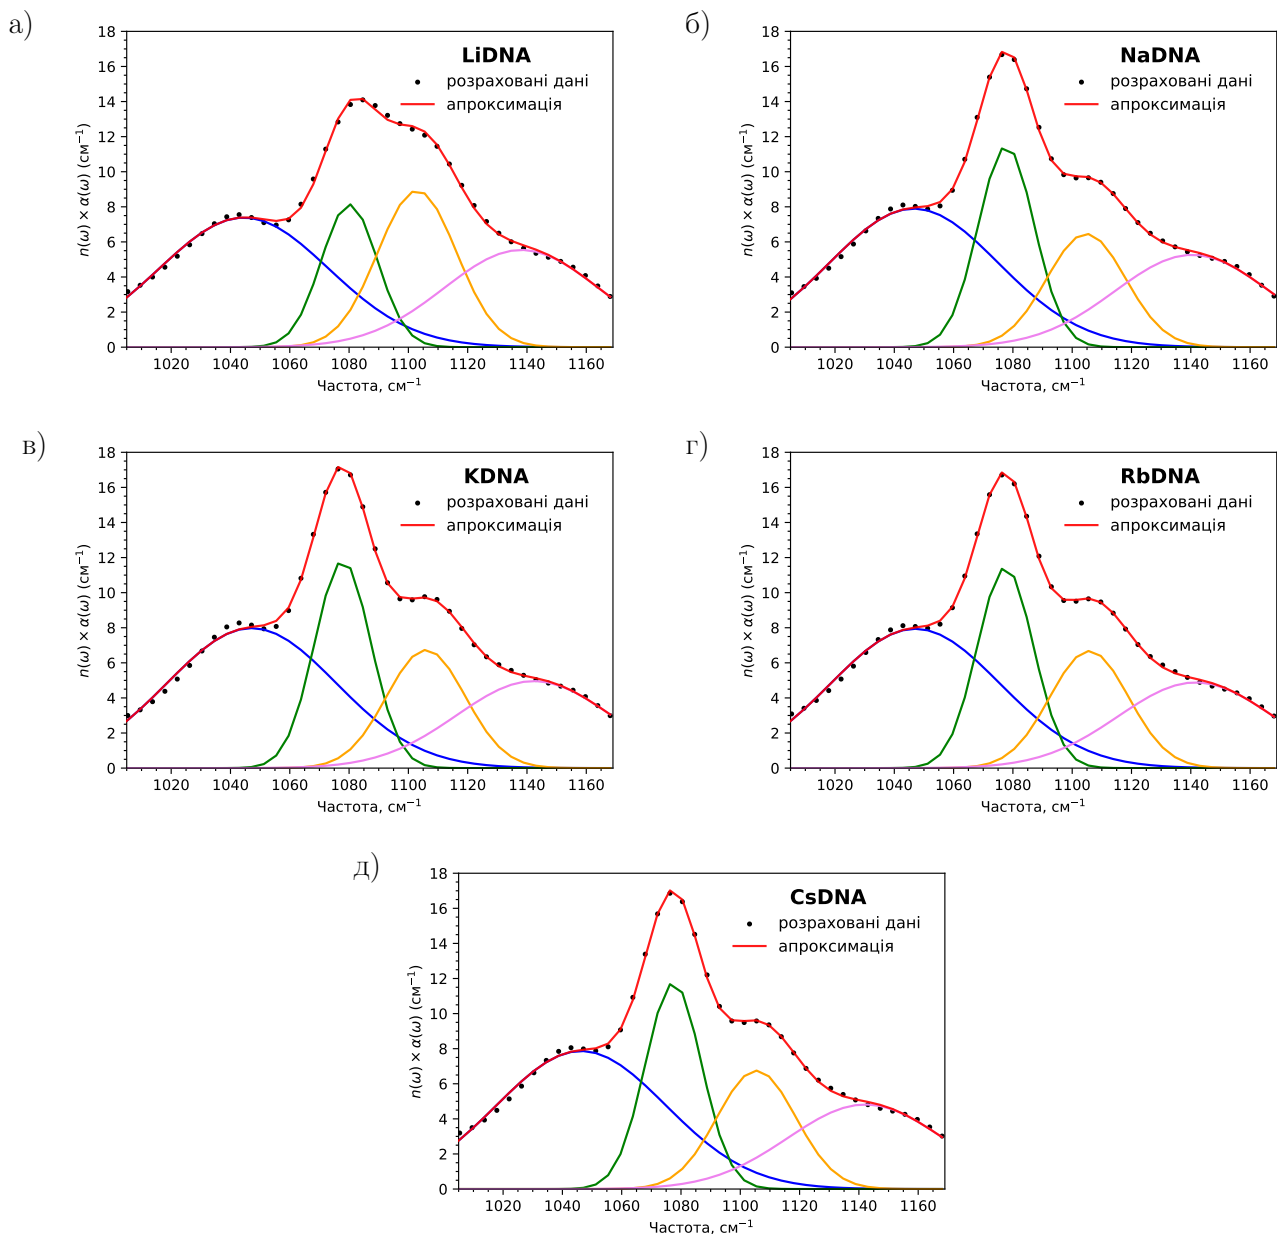 а)
LiDNA
розраховані дані
апроксимація
n(ω) × α(ω) (см⁻¹)
0 2 4 6 8 10 12 14 16 18
1020 1040 1060 1080 1100 1120 1140 1160
Частота, см⁻¹
б)
NaDNA
розраховані дані
апроксимація
n(ω) × α(ω) (см⁻¹)
0 2 4 6 8 10 12 14 16 18
1020 1040 1060 1080 1100 1120 1140 1160
Частота, см⁻¹
в)
KDNA
розраховані дані
апроксимація
n(ω) × α(ω) (см⁻¹)
0 2 4 6 8 10 12 14 16 18
1020 1040 1060 1080 1100 1120 1140 1160
Частота, см⁻¹
г)
RbDNA
розраховані дані
апроксимація
n(ω) × α(ω) (см⁻¹)
0 2 4 6 8 10 12 14 16 18
1020 1040 1060 1080 1100 1120 1140 1160
Частота, см⁻¹
д)
CsDNA
розраховані дані
апроксимація
n(ω) × α(ω) (см⁻¹)
0 2 4 6 8 10 12 14 16 18
1020 1040 1060 1080 1100 1120 1140 1160
Частота, см⁻¹